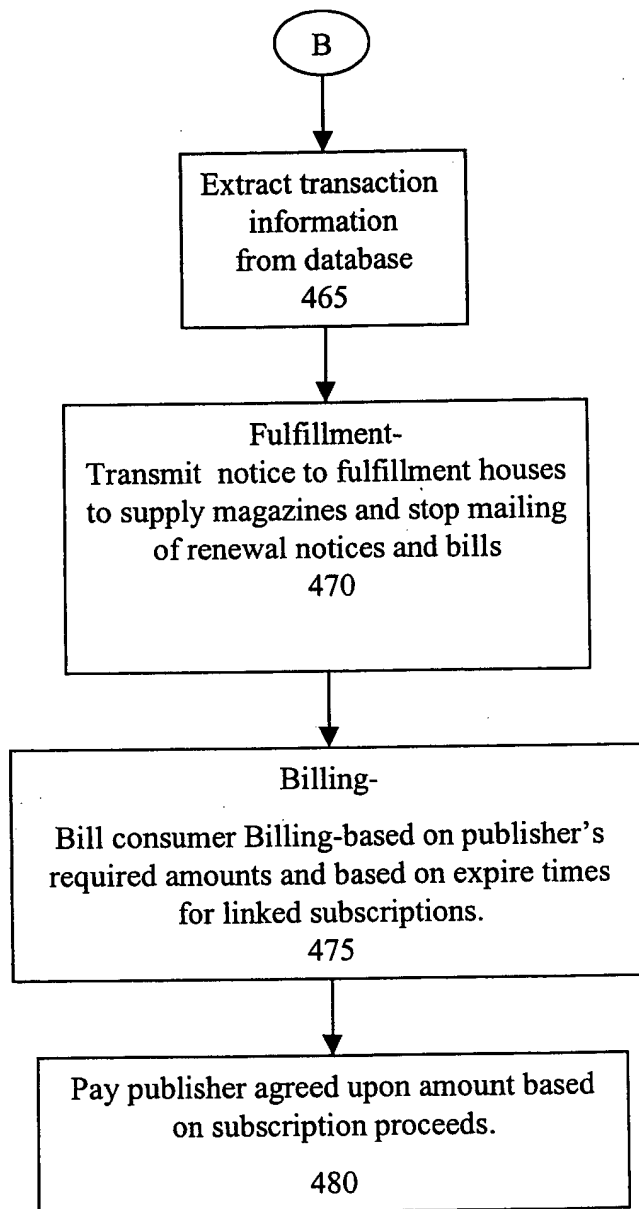 B
Extract transaction
information
from database
465
Fulfillment-
Transmit notice to fulfillment houses
to supply magazines and stop mailing
of renewal notices and bills
470
Billing-
Bill consumer Billing-based on publisher's
required amounts and based on expire times
for linked subscriptions.
475
Pay publisher agreed upon amount based
on subscription proceeds.
480